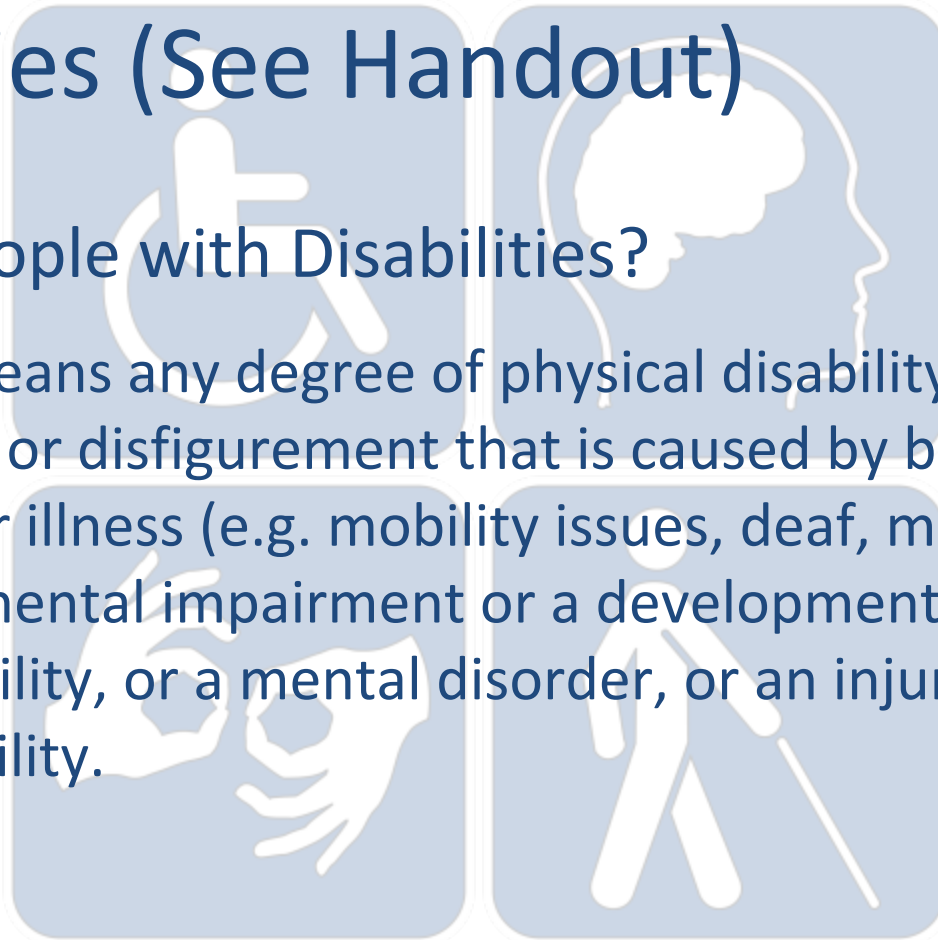 es (See Handout)
ople with Disabilities?
eans any degree of physical disability
or disfigurement that is caused by b
r illness (e.g. mobility issues, deaf, m
ental impairment or a development
ility, or a mental disorder, or an injur
ility.